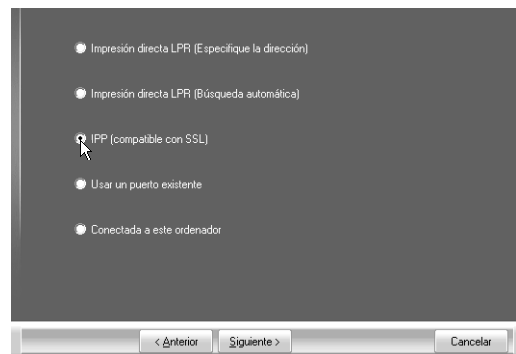 Impresión directa LPR (Especifique la dirección)
Impresión directa LPR (Búsqueda automática)
IPP (compatible con SSL)
Usar un puerto existente
Conectada a este ordenador
< Anterior Siguiente > Cancelar